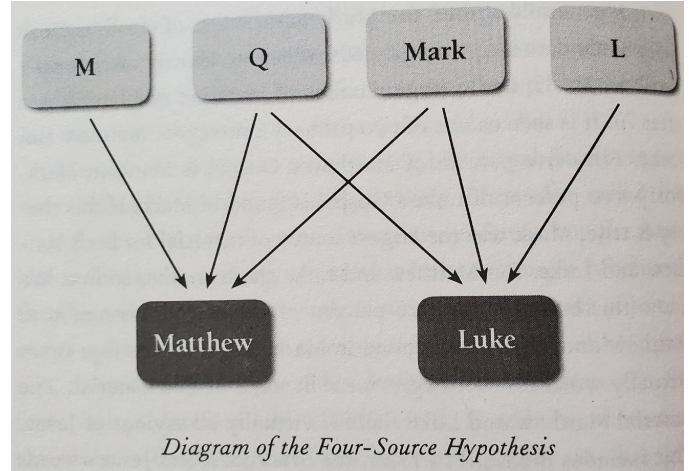 M
Q
Mark
L
Matthew
Luke
Diagram of the Four-Source Hypothesis